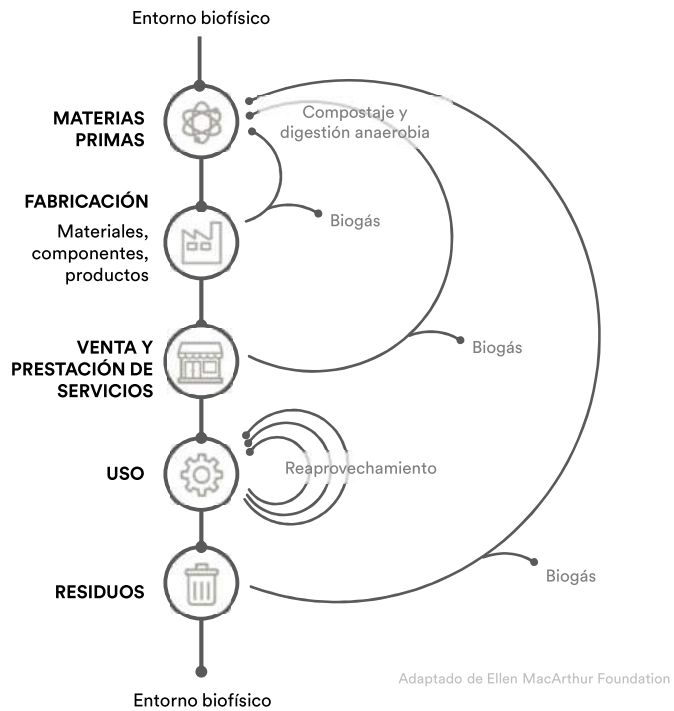 Entorno biofísico
MATERIAS
PRIMAS
Compostaje y
digestión anaerobia
FABRICACIÓN
Materiales,
componentes,
productos
Biogás
VENTA Y
PRESTACIÓN DE
SERVICIOS
Biogás
USO
Reaprovechamiento
RESIDUOS
Biogás
Adaptado de Ellen MacArthur Foundation
Entorno biofísico